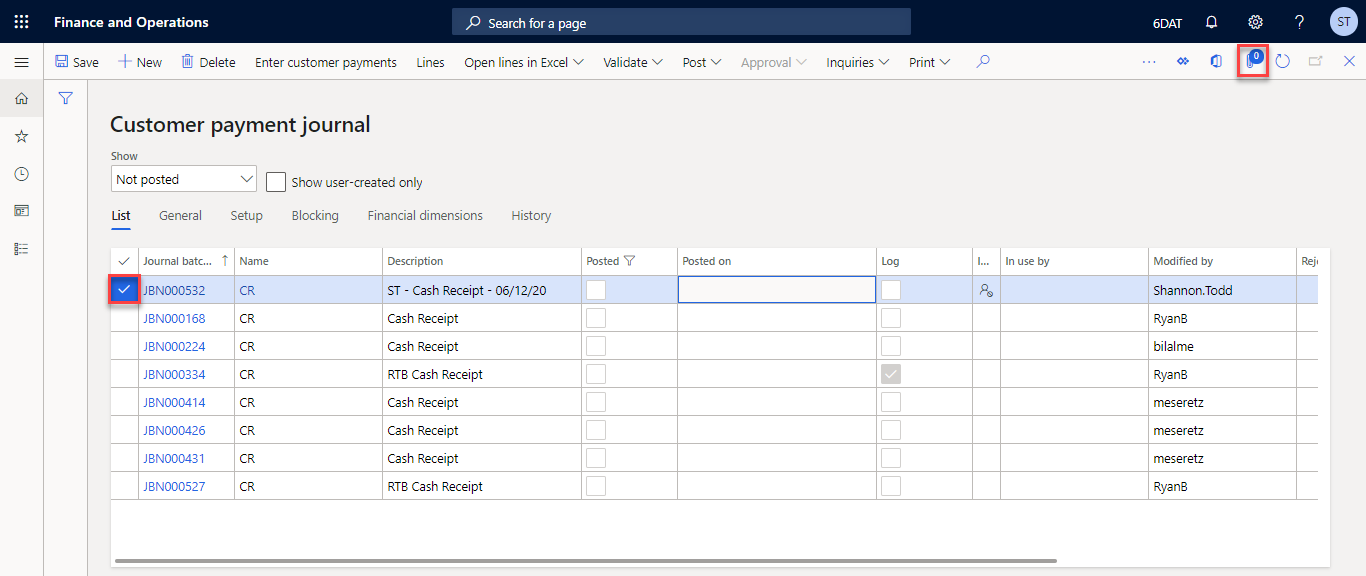 Finance and Operations Search for a page 6DAT ? ST
Save New Delete Enter customer payments Lines Open lines in Excel Validate Post Approval Inquiries Print ... 0
Customer payment journal
Show
Not posted Show user-created only
List General Setup Blocking Financial dimensions History
Journal batc... Name Description Posted Posted on Log I... In use by Modified by Reje
JBN000532 CR ST - Cash Receipt - 06/12/20 Shannon.Todd
JBN000168 CR Cash Receipt RyanB
JBN000224 CR Cash Receipt bilalme
JBN000334 CR RTB Cash Receipt RyanB
JBN000414 CR Cash Receipt meseretz
JBN000426 CR Cash Receipt meseretz
JBN000431 CR Cash Receipt meseretz
JBN000527 CR RTB Cash Receipt RyanB